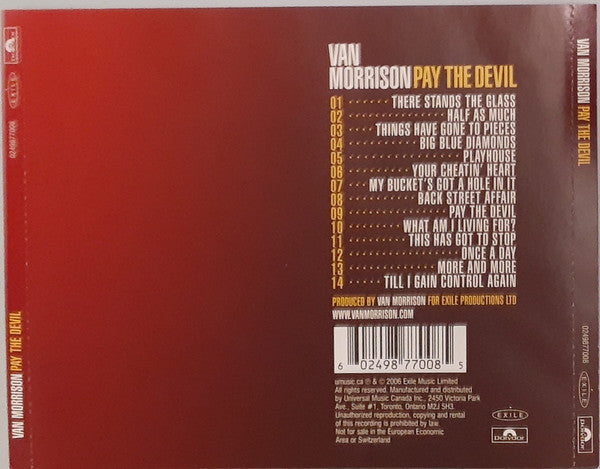 VAN
MORRISON PAY THE DEVIL
01 ······· THERE STANDS THE GLASS
02 ·············· HALF AS MUCH
03 ···· THINGS HAVE GONE TO PIECES
04 ··········· BIG BLUE DIAMONDS
05 ················ PLAYHOUSE
06 ·········· YOUR CHEATIN' HEART
07 ··· MY BUCKET'S GOT A HOLE IN IT
08 ··········· BACK STREET AFFAIR
09 ··············· PAY THE DEVIL
10 ········ WHAT AM I LIVING FOR?
11 ········· THIS HAS GOT TO STOP
12 ················ ONCE A DAY
13 ············· MORE AND MORE
14 ······ TILL I GAIN CONTROL AGAIN
PRODUCED BY VAN MORRISON FOR EXILE PRODUCTIONS LTD
WWW.VANMORRISON.COM
6 02498 77008 5
umusic.ca ℗ & © 2006 Exile Music Limited
All rights reserved. Manufactured and distributed
by Universal Music Canada Inc., 2450 Victoria Park
Ave., Suite #1, Toronto, Ontario M2J 5H3.
Unauthorized reproduction, copying and rental
of this recording is prohibited by law.
Not for sale in the European Economic
Area or Switzerland
EXILE
Polydor
VAN MORRISON PAY THE DEVIL
0249877008
EXILE
Polydor
VAN MORRISON PAY THE DEVIL
0249877008
EXILE
Polydor